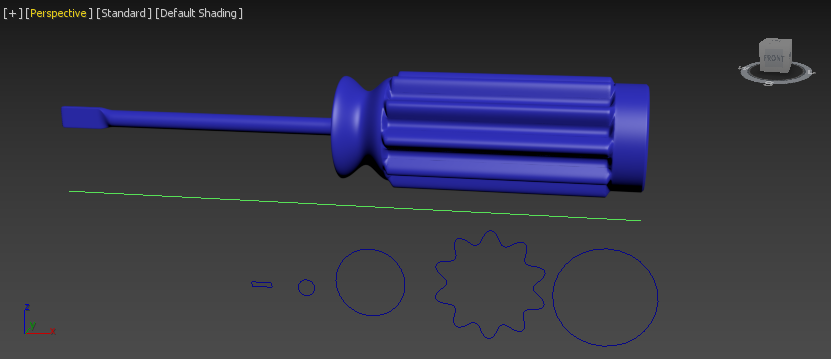 [+] [Perspective] [Standard] [Default Shading]
FRONT
z
y
x